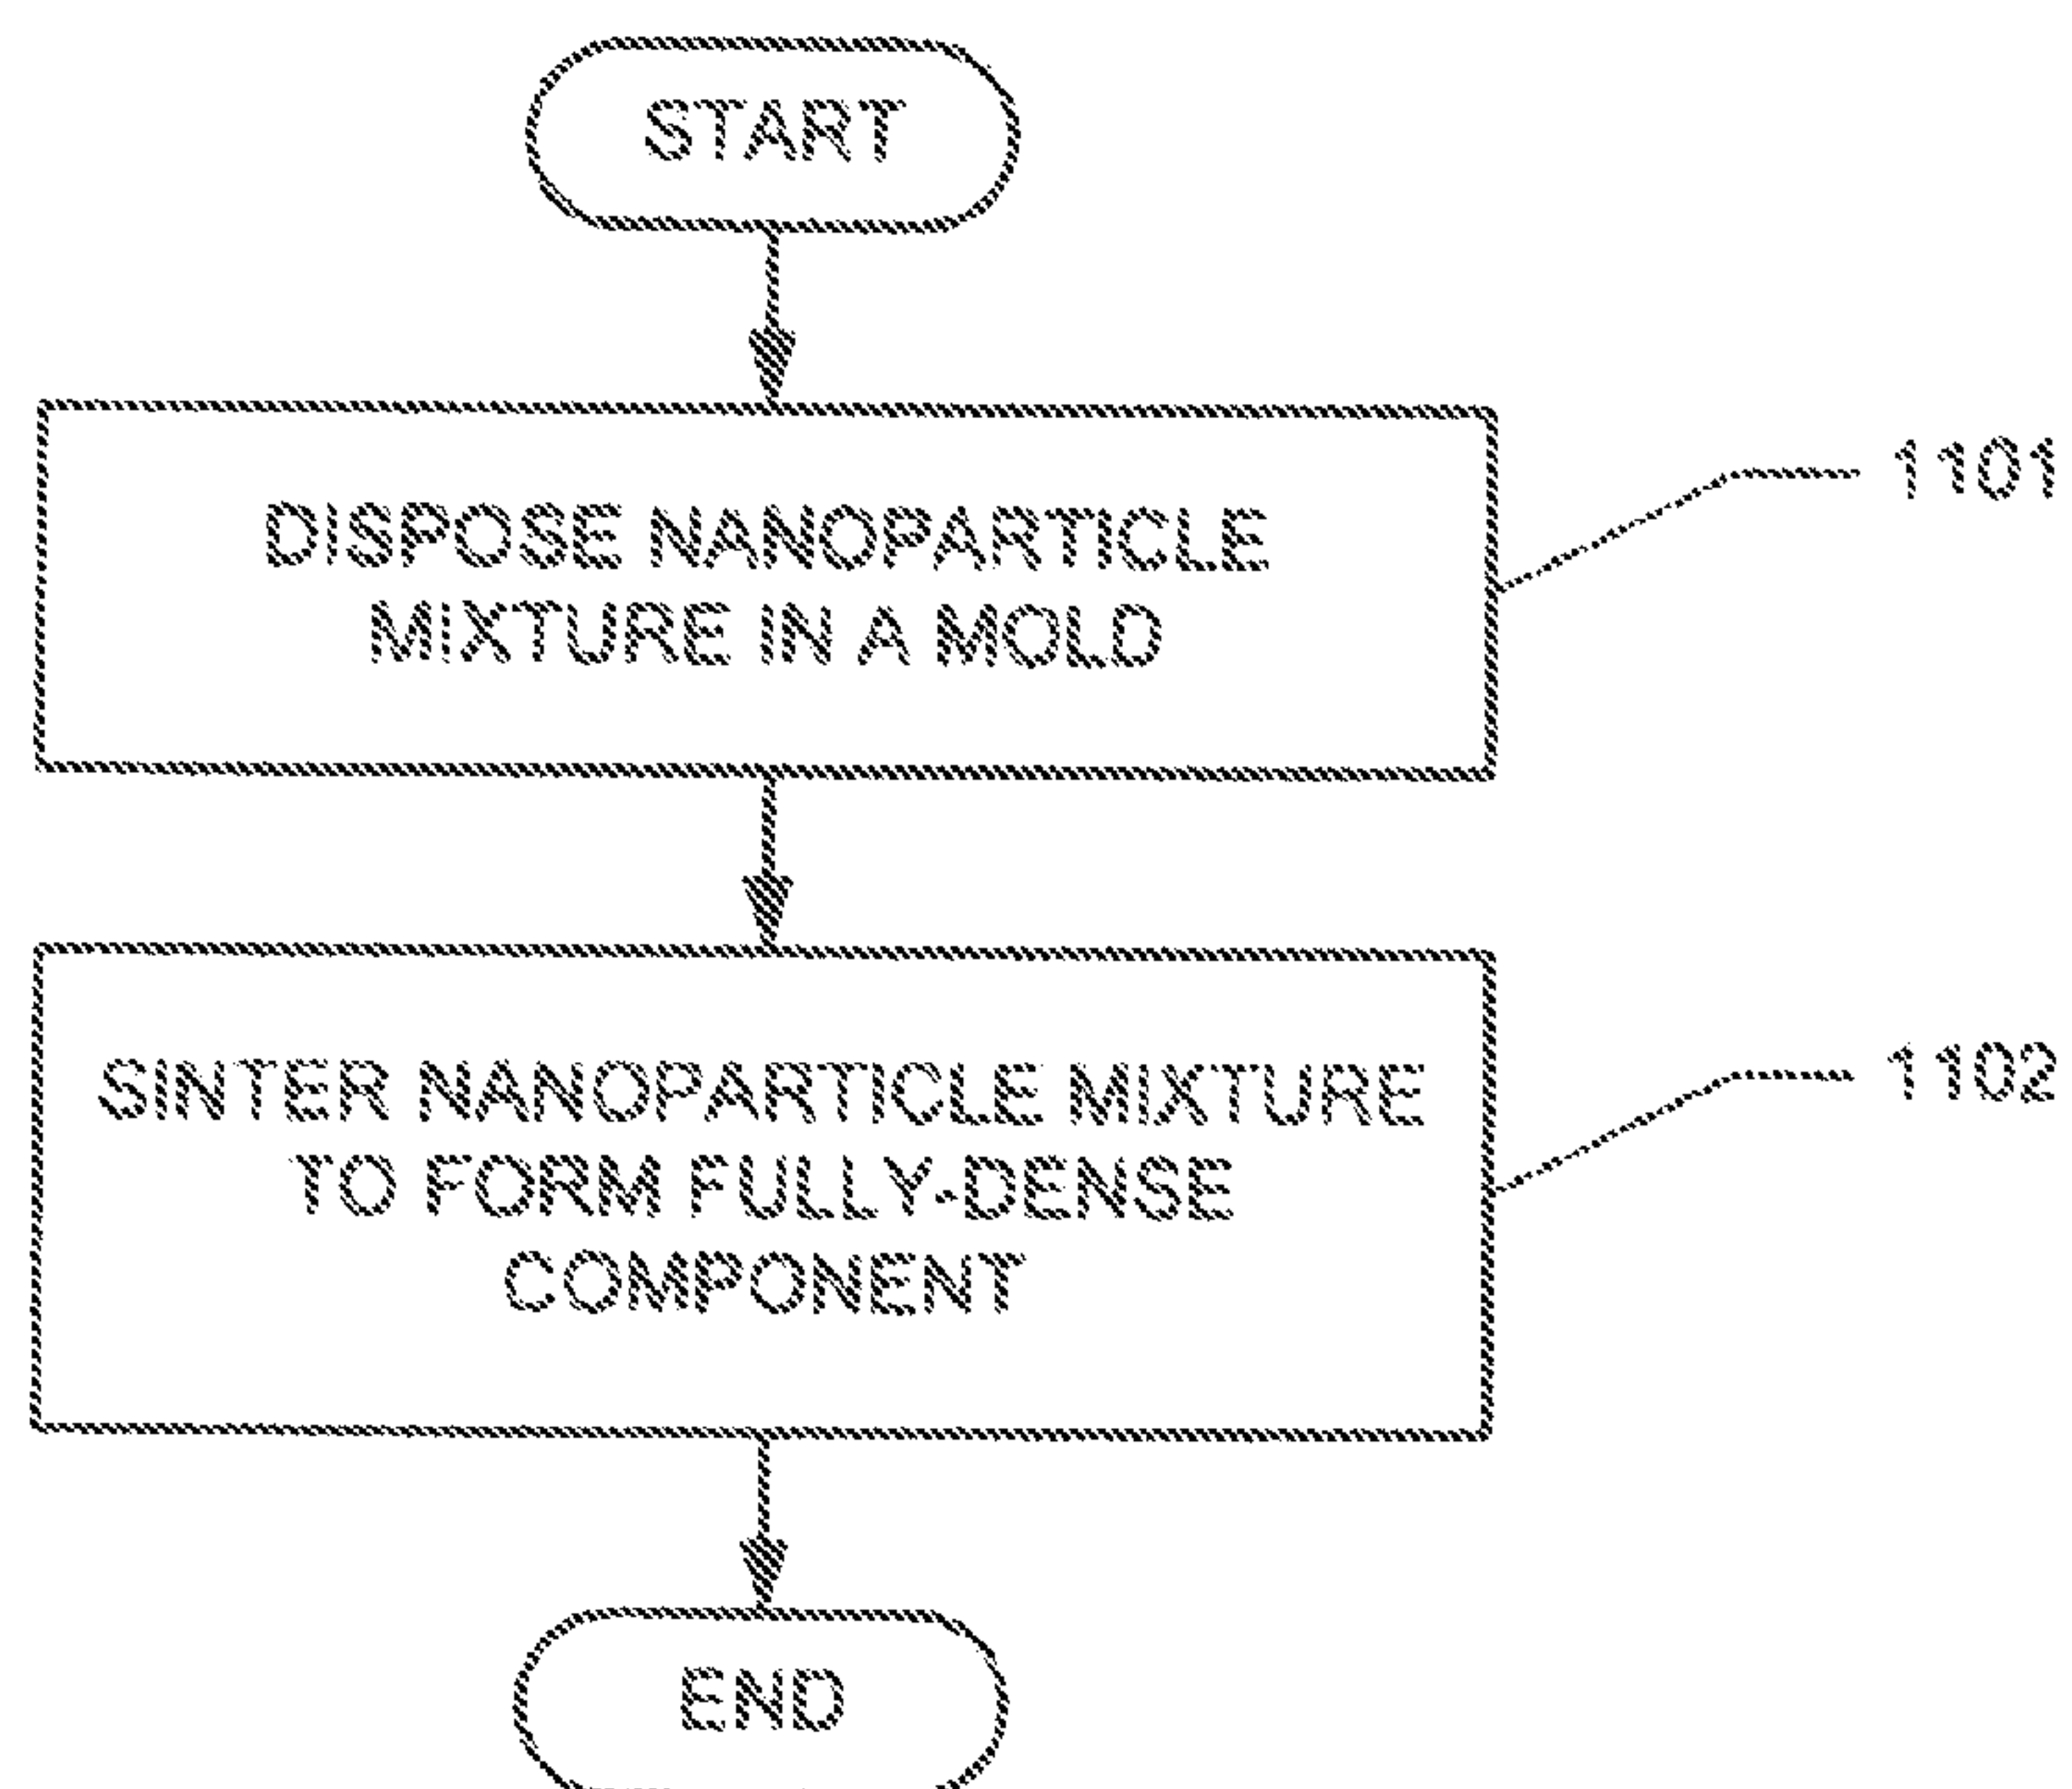 START
DISPOSE NANOPARTICLE
MIXTURE IN A MOLD
1101
SINTER NANOPARTICLE MIXTURE
TO FORM FULLY-DENSE
COMPONENT
1102
END